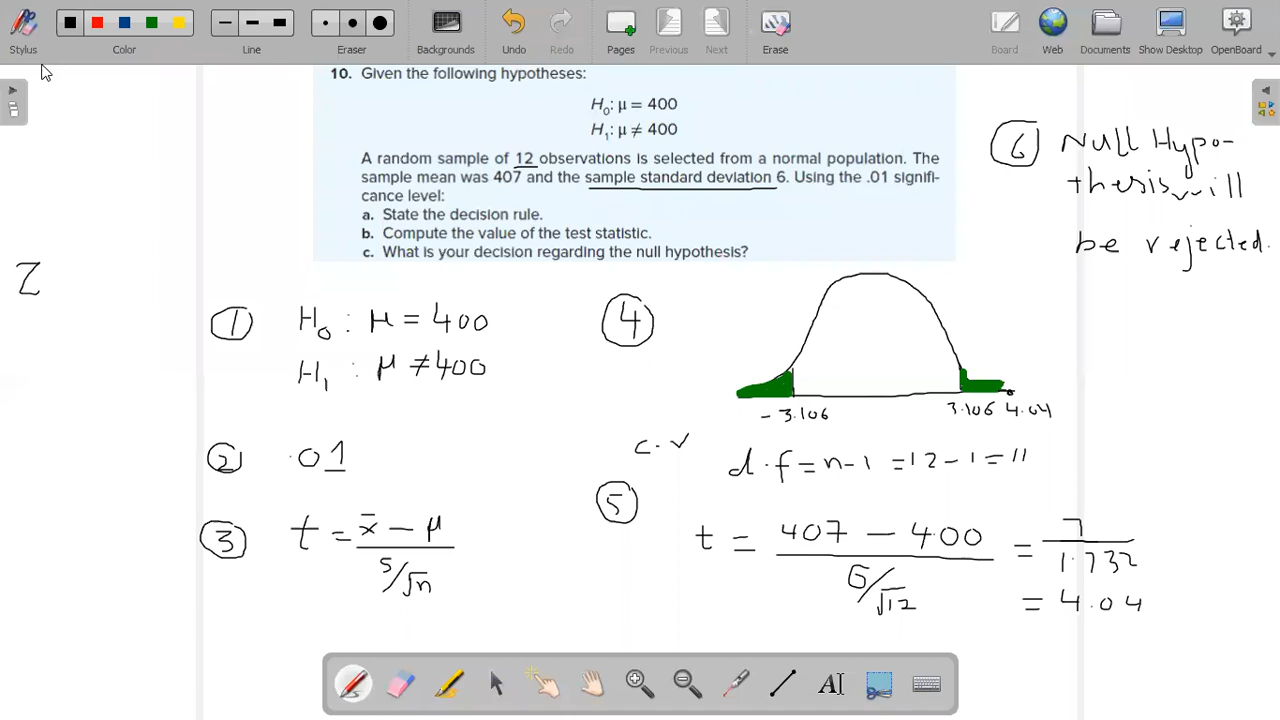 Stylus
Color
Line
Eraser
Backgrounds
Undo
Redo
Pages
Previous
Next
Erase
Board
Web
Documents
Show Desktop
OpenBoard
10. Given the following hypotheses:
H₀: μ = 400
H₁: μ ≠ 400
A random sample of 12 observations is selected from a normal population. The
sample mean was 407 and the sample standard deviation 6. Using the .01 signifi-
cance level:
a. State the decision rule.
b. Compute the value of the test statistic.
c. What is your decision regarding the null hypothesis?
⑥ Null Hypo-
thesis will
be rejected.
Z
① H₀ : μ = 400
H₁ : μ ≠ 400
② .01
③ t = x̄ − μ
s/√n
④
-3.106 3.106 4.04
c.v d.f = n-1 = 12-1 = 11
⑤
t = 407 − 400 = 7
6/√12 1.732
= 4.04
AI